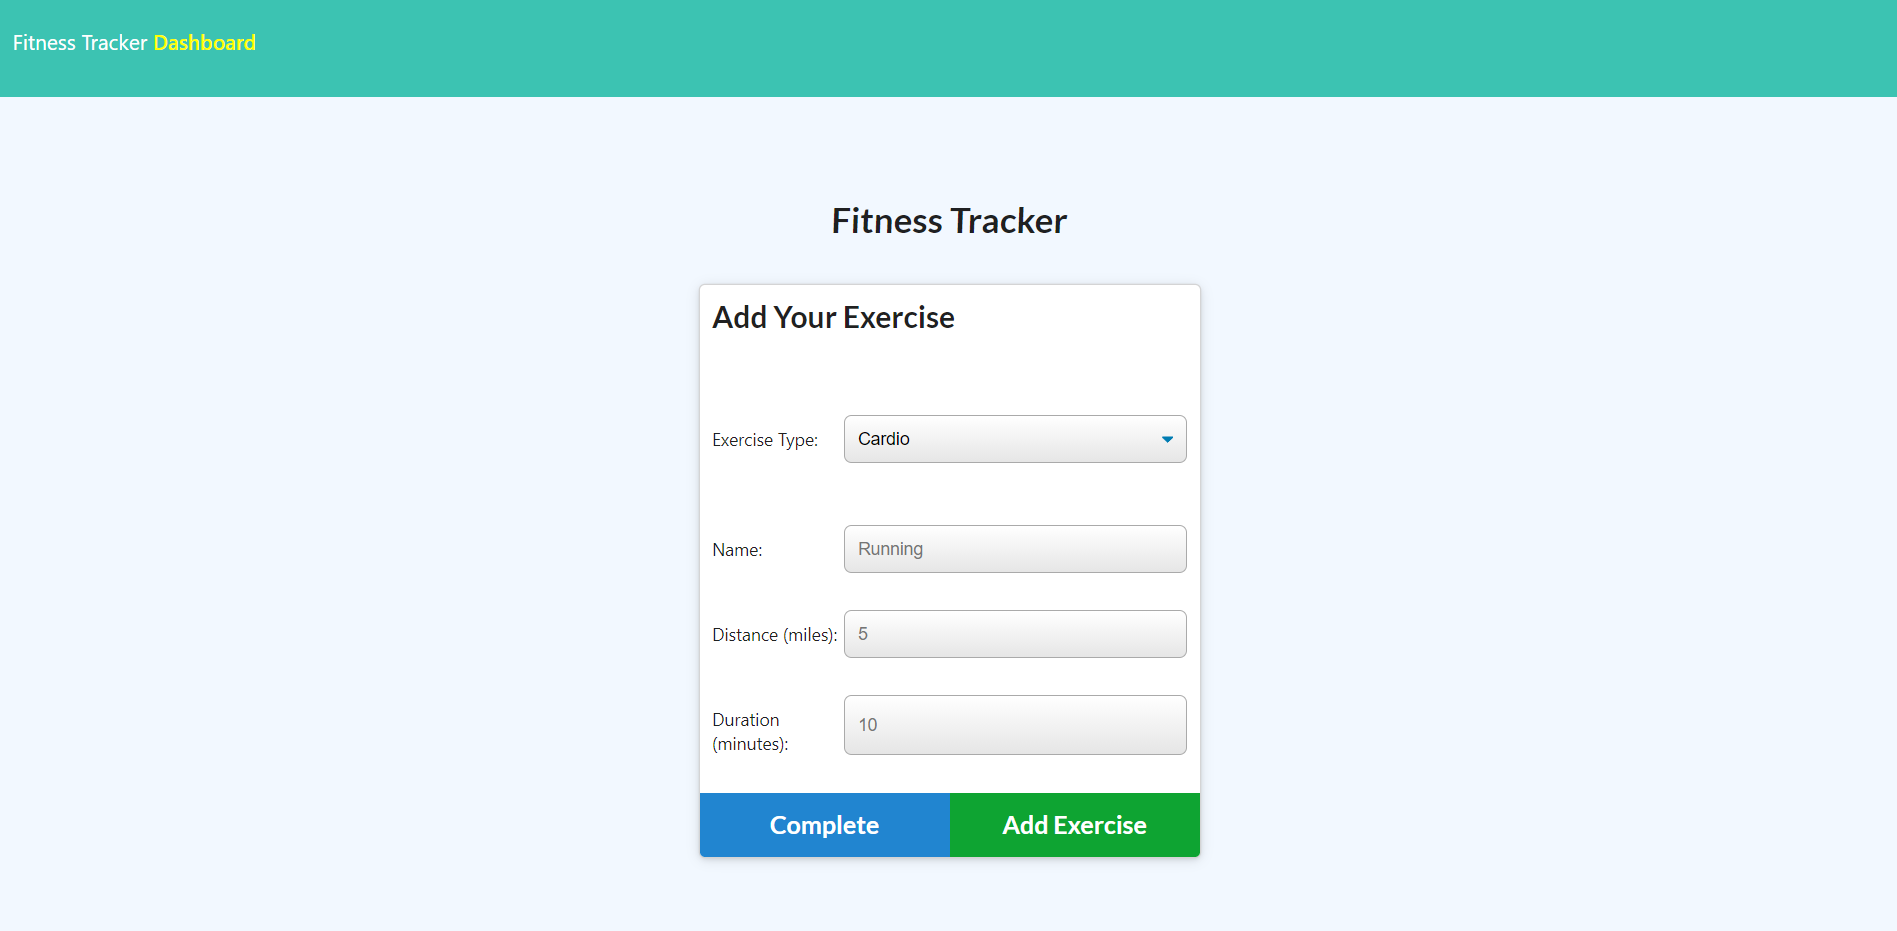 Fitness Tracker Dashboard
Fitness Tracker
Add Your Exercise
Exercise Type: Cardio
Name: Running
Distance (miles): 5
Duration (minutes): 10
Complete Add Exercise